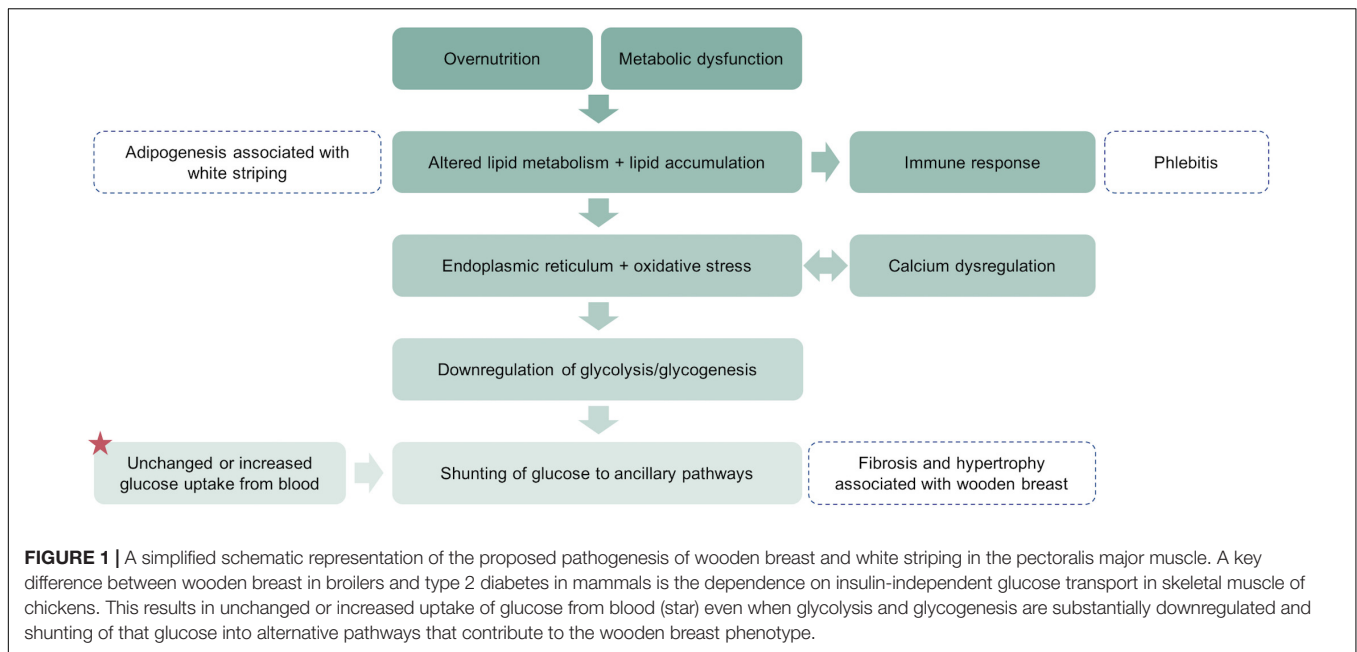 Overnutrition
Metabolic dysfunction
Adipogenesis associated with
white striping
Altered lipid metabolism + lipid accumulation
Immune response
Phlebitis
Endoplasmic reticulum + oxidative stress
Calcium dysregulation
Downregulation of glycolysis/glycogenesis
Unchanged or increased
glucose uptake from blood
Shunting of glucose to ancillary pathways
Fibrosis and hypertrophy
associated with wooden breast
FIGURE 1 | A simplified schematic representation of the proposed pathogenesis of wooden breast and white striping in the pectoralis major muscle. A key
difference between wooden breast in broilers and type 2 diabetes in mammals is the dependence on insulin-independent glucose transport in skeletal muscle of
chickens. This results in unchanged or increased uptake of glucose from blood (star) even when glycolysis and glycogenesis are substantially downregulated and
shunting of that glucose into alternative pathways that contribute to the wooden breast phenotype.